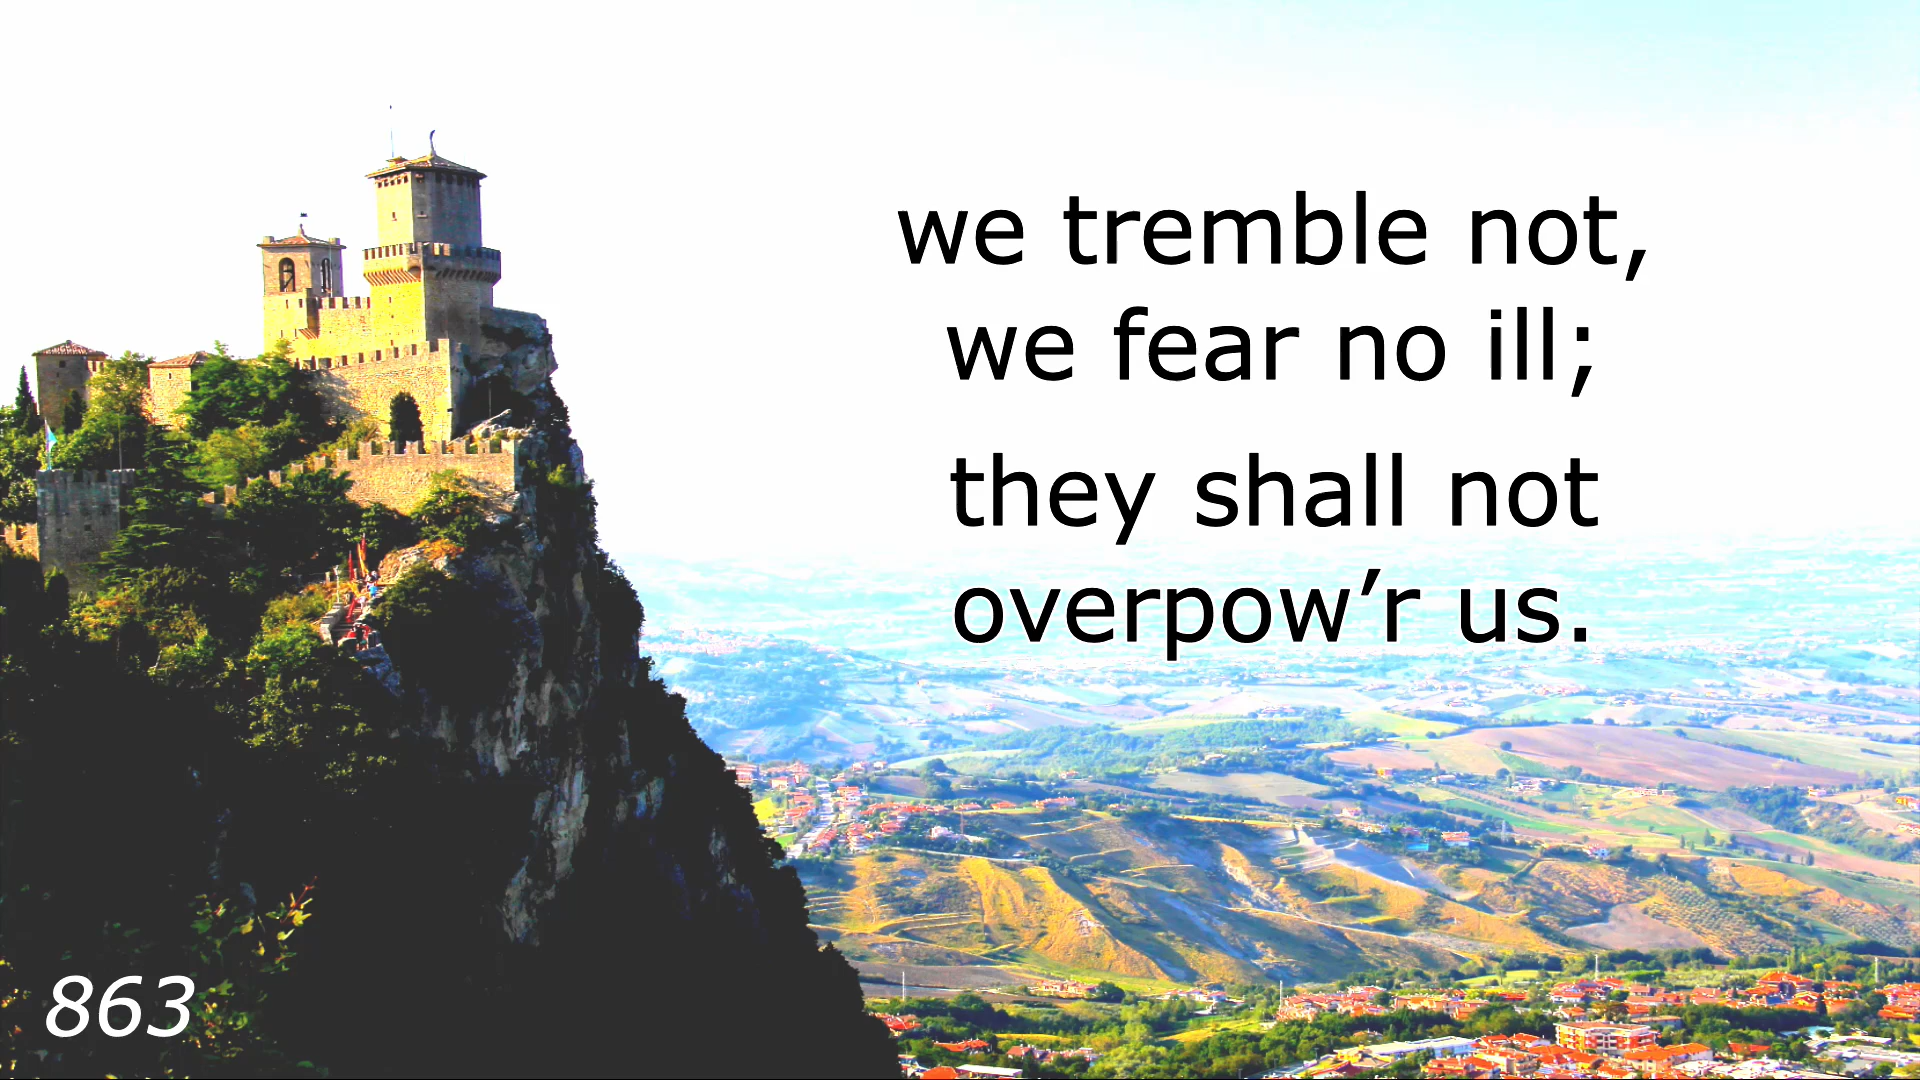 we tremble not,
we fear no ill;
they shall not
overpow’r us.
863